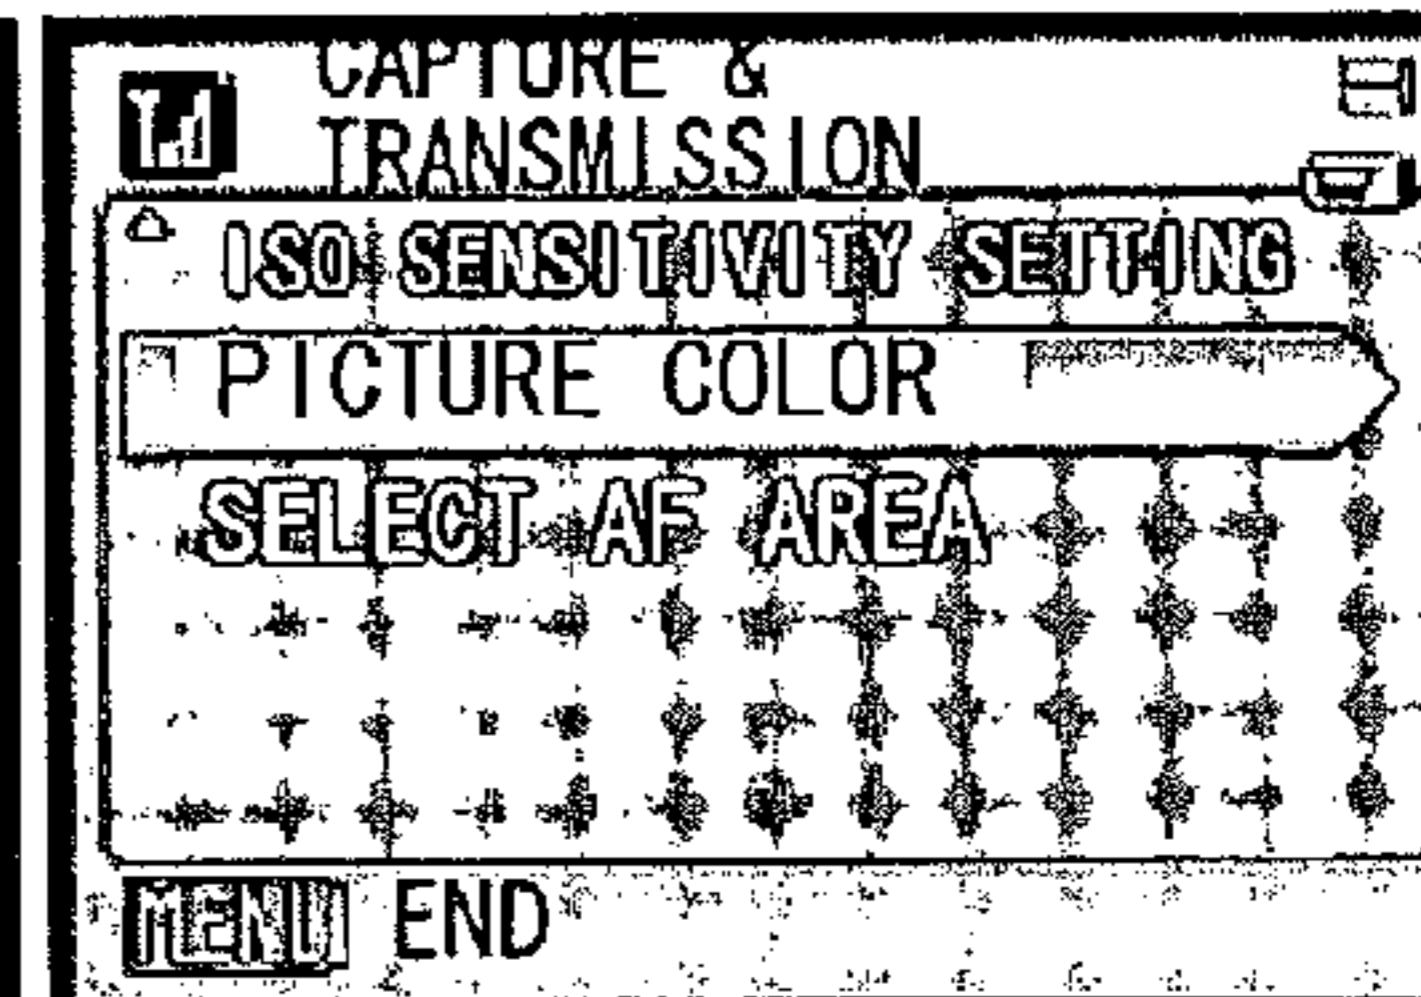 CAPTURE &
TRANSMISSION
ISO SENSITIVITY SETTING
PICTURE COLOR
SELECT AF AREA
MENU END